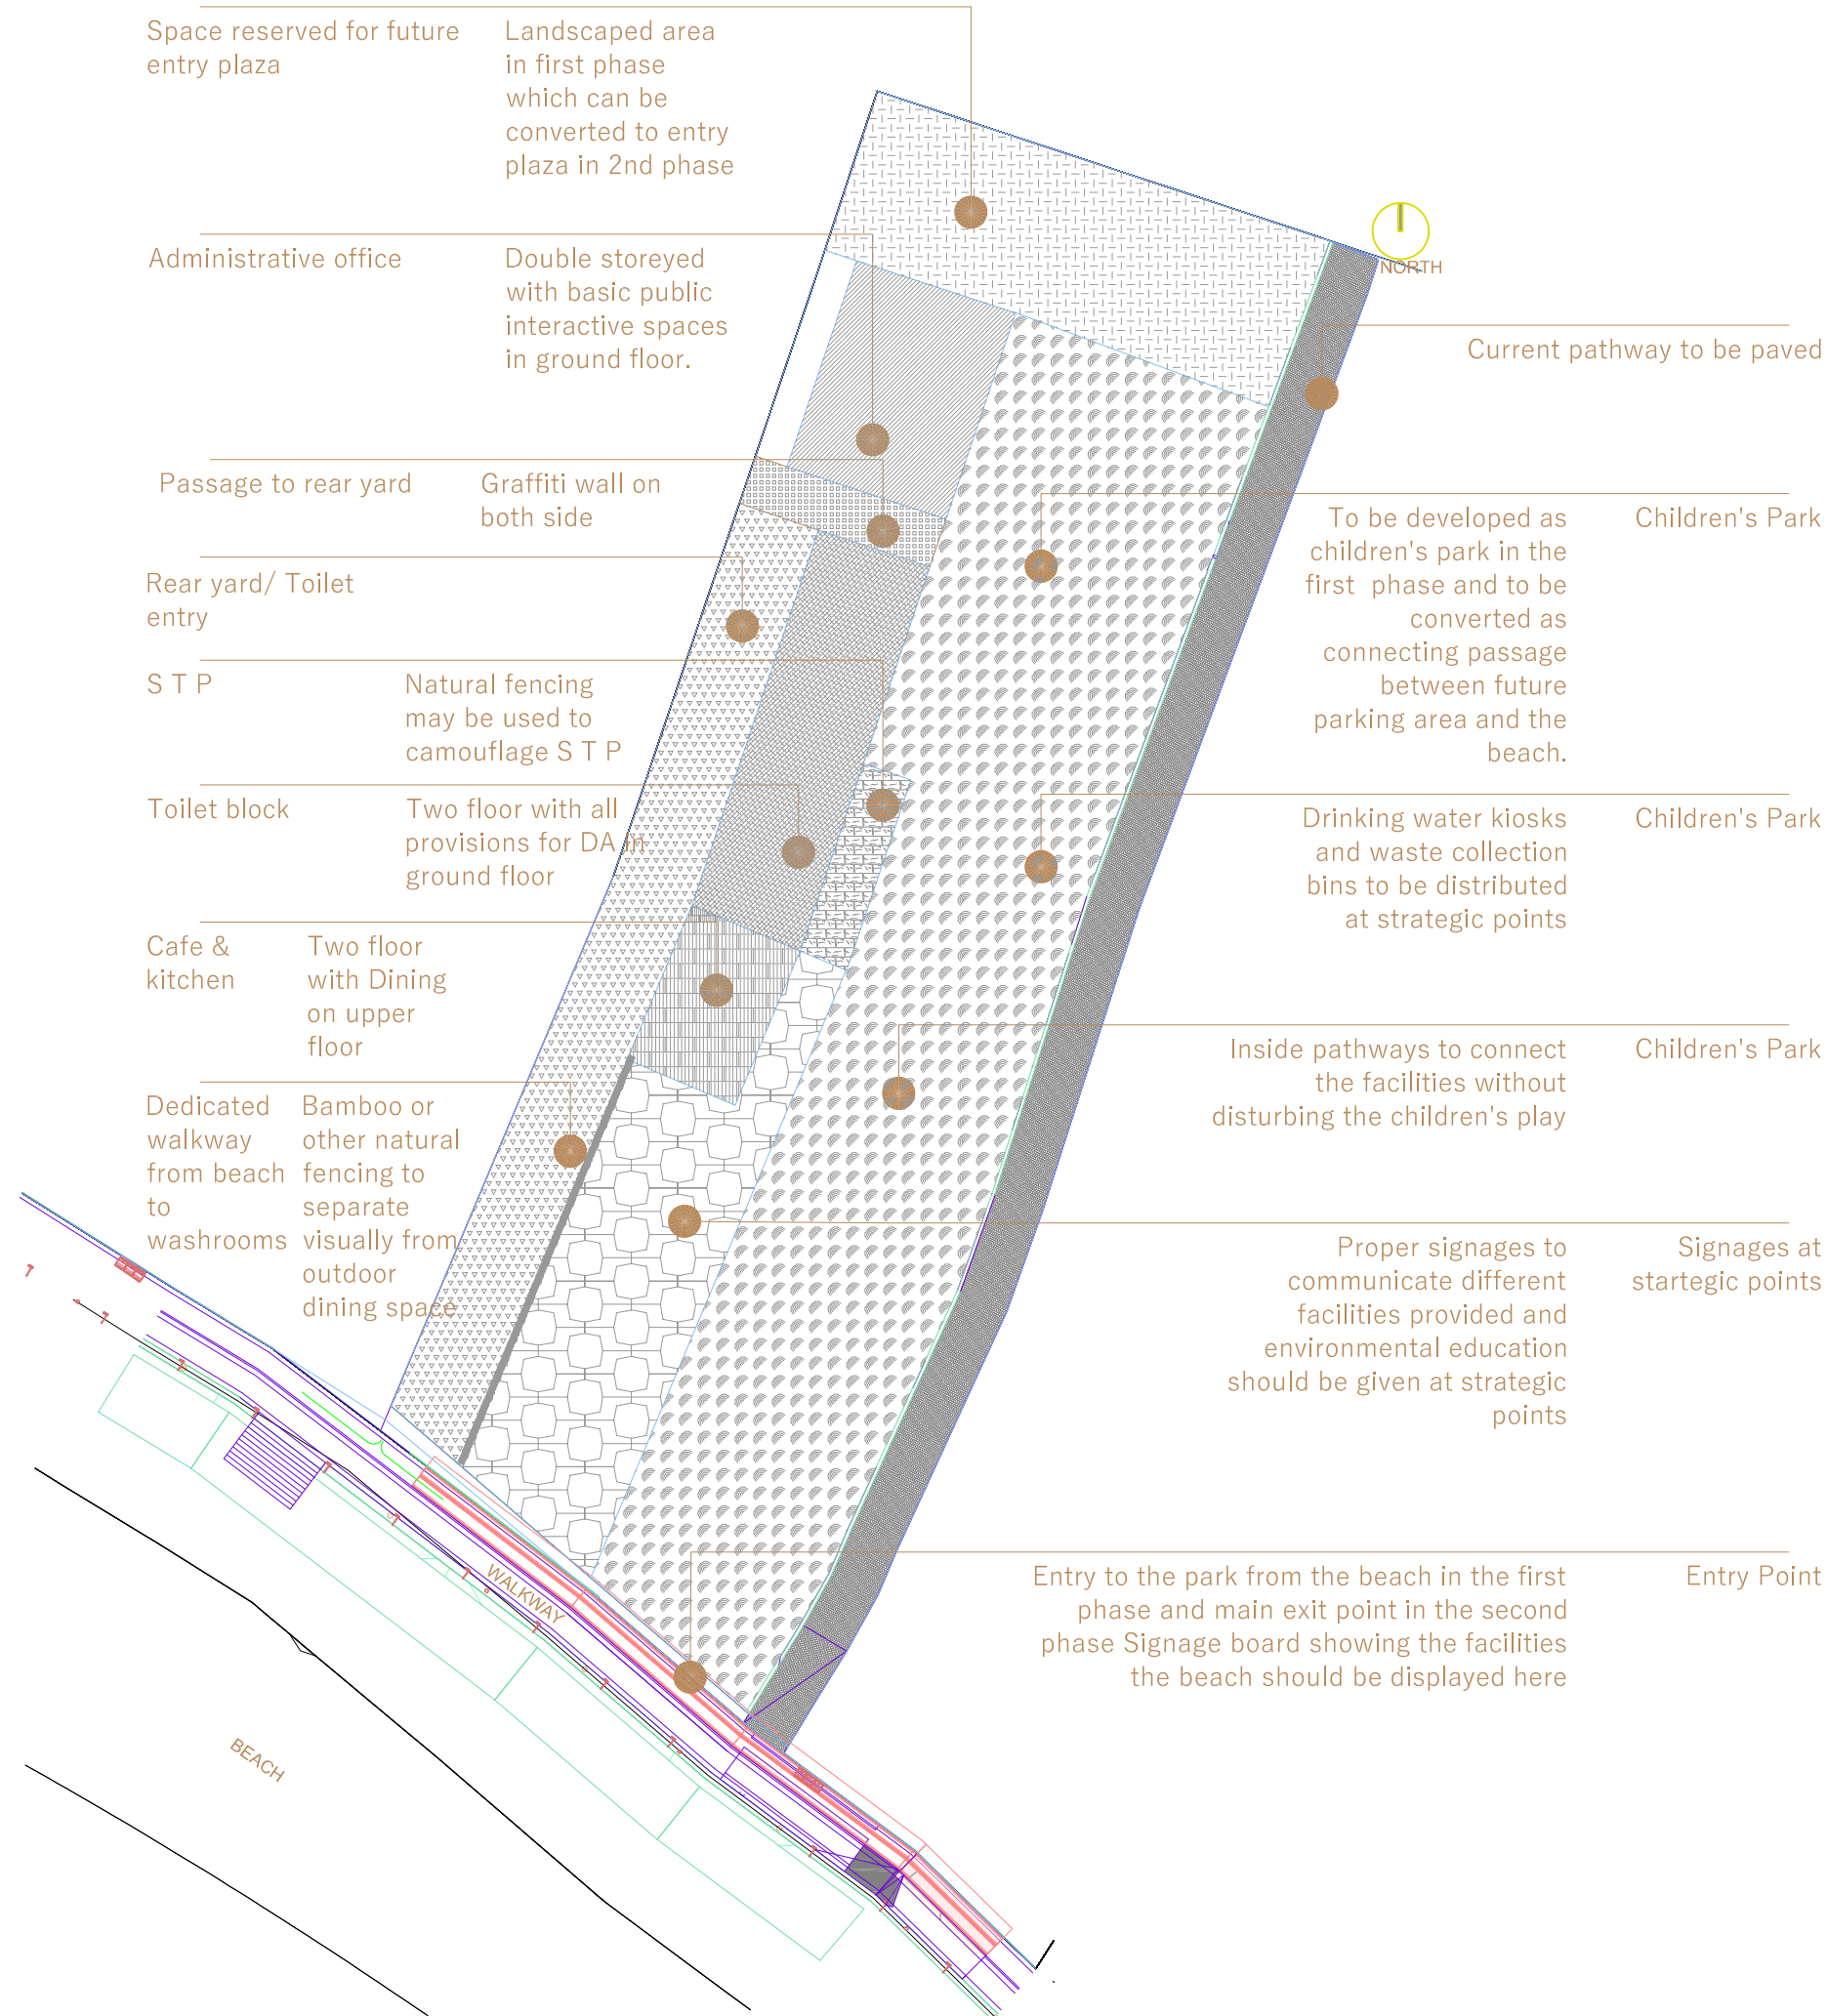 Space reserved for future
entry plaza
Landscaped area
in first phase
which can be
converted to entry
plaza in 2nd phase
Administrative office
Double storeyed
with basic public
interactive spaces
in ground floor.
Passage to rear yard
Graffiti wall on
both side
Rear yard/ Toilet
entry
S T P
Natural fencing
may be used to
camouflage S T P
Toilet block
Two floor with all
provisions for DA in
ground floor
Cafe &
kitchen
Two floor
with Dining
on upper
floor
Dedicated
walkway
from beach
to
washrooms
Bamboo or
other natural
fencing to
separate
visually from
outdoor
dining space
NORTH
Current pathway to be paved
To be developed as
children's park in the
first phase and to be
converted as
connecting passage
between future
parking area and the
beach.
Children's Park
Drinking water kiosks
and waste collection
bins to be distributed
at strategic points
Children's Park
Inside pathways to connect
the facilities without
disturbing the children's play
Children's Park
Proper signages to
communicate different
facilities provided and
environmental education
should be given at strategic
points
Signages at
startegic points
Entry to the park from the beach in the first
phase and main exit point in the second
phase Signage board showing the facilities
the beach should be displayed here
Entry Point
WALKWAY
BEACH